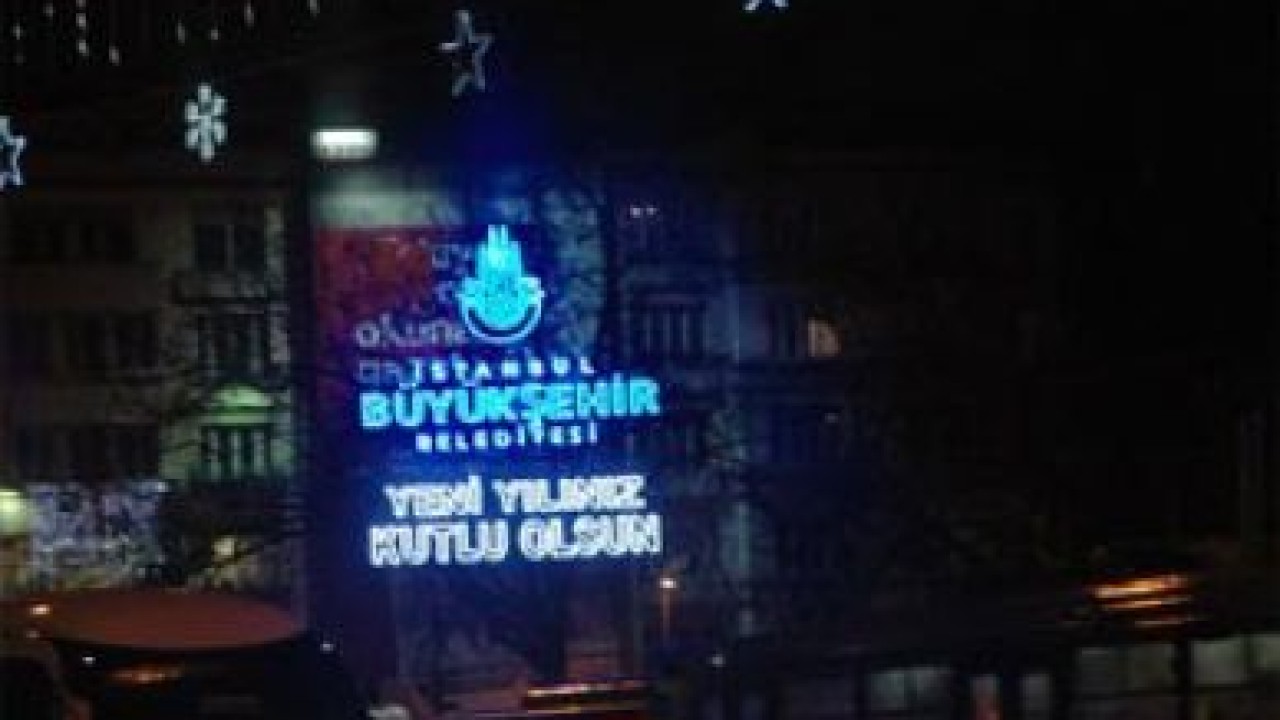 İSTANBUL
BÜYÜKŞEHİR
BELEDİYESİ
YENİ YILINIZ
KUTLU OLSUN